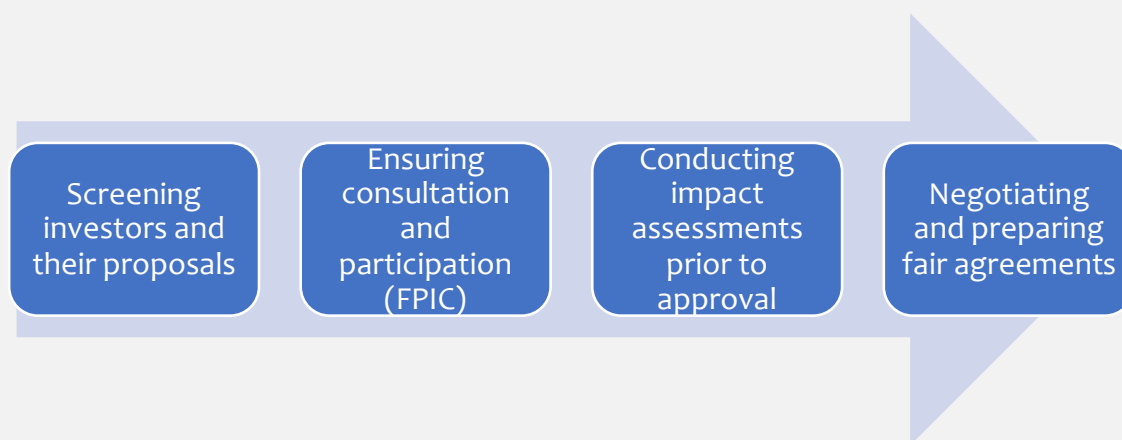 Screening
investors and
their proposals
Ensuring
consultation
and
participation
(FPIC)
Conducting
impact
assessments
prior to
approval
Negotiating
and preparing
fair agreements